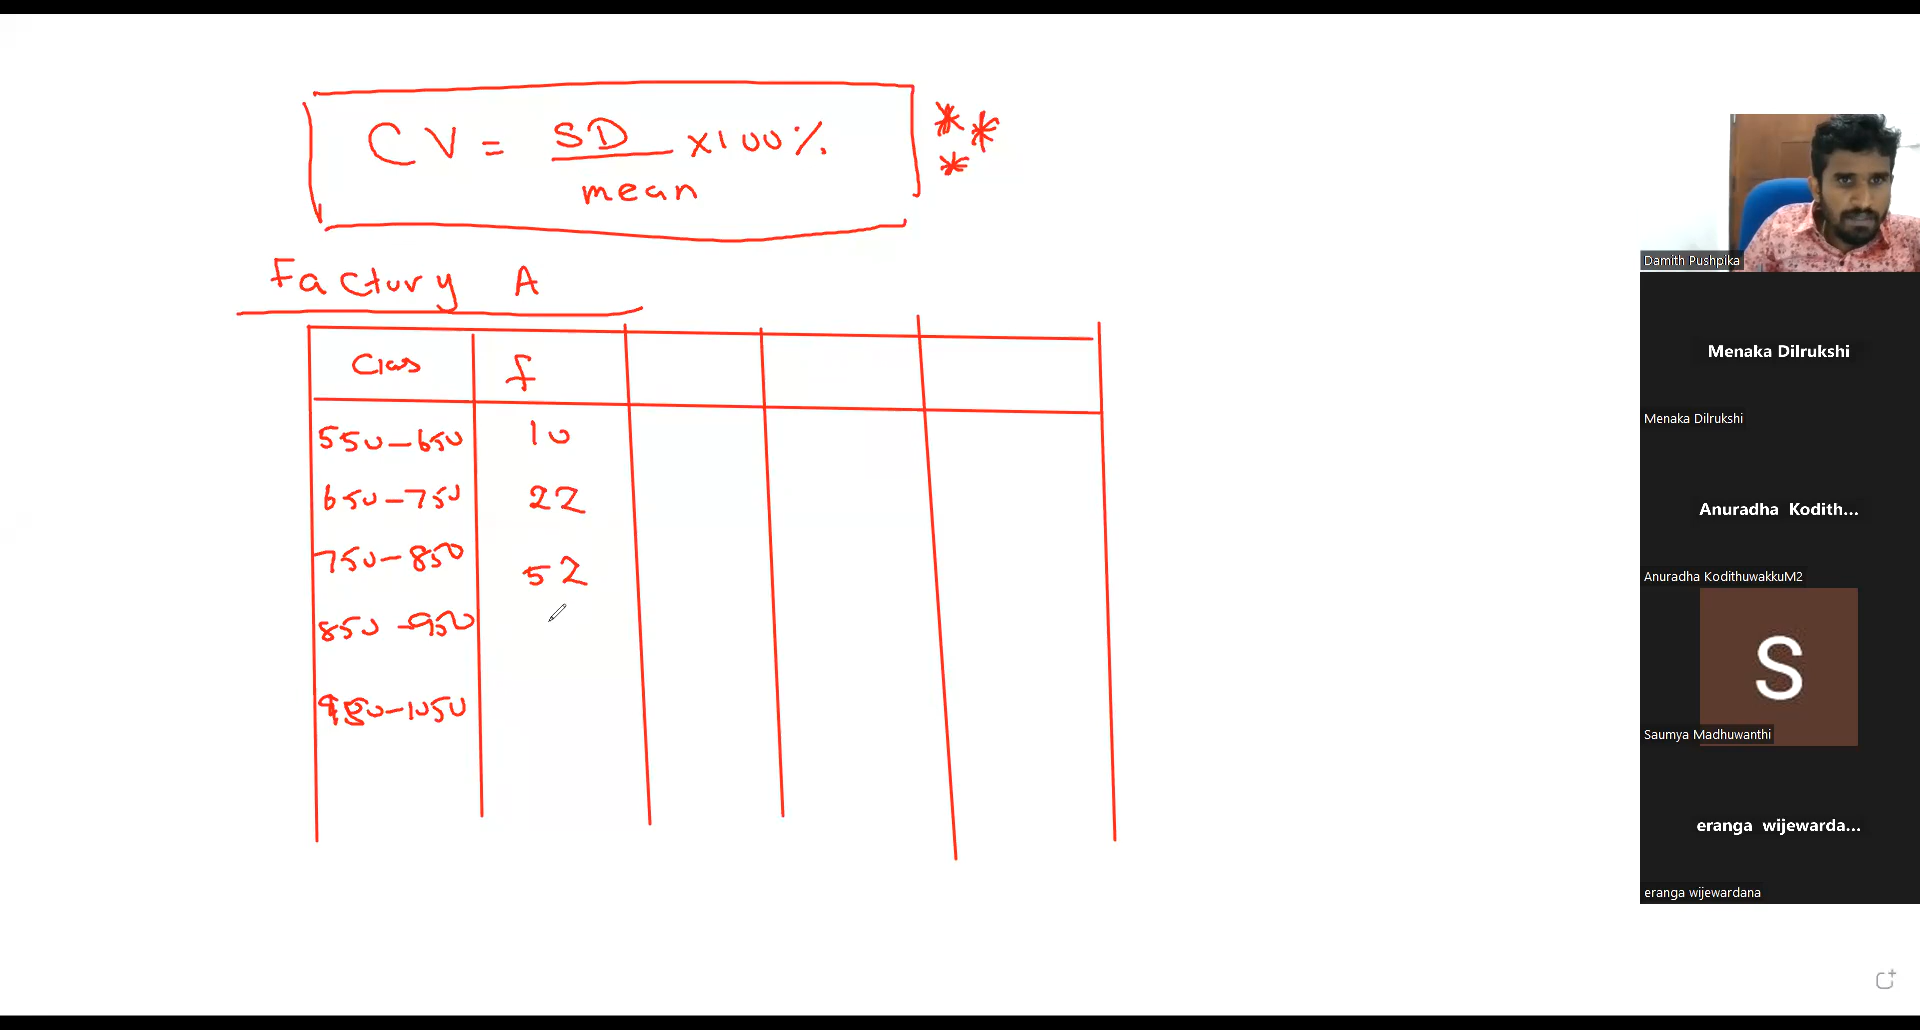 CV = SD/mean ×100%
Factory A
Class f
550-650 10
650-750 22
750-850 52
850-950
950-1050
Damith Pushpika
Menaka Dilrukshi
Menaka Dilrukshi
Anuradha Kodith...
Anuradha KodithuwakkuM2
S
Saumya Madhuwanthi
eranga wijewarda...
eranga wijewardana